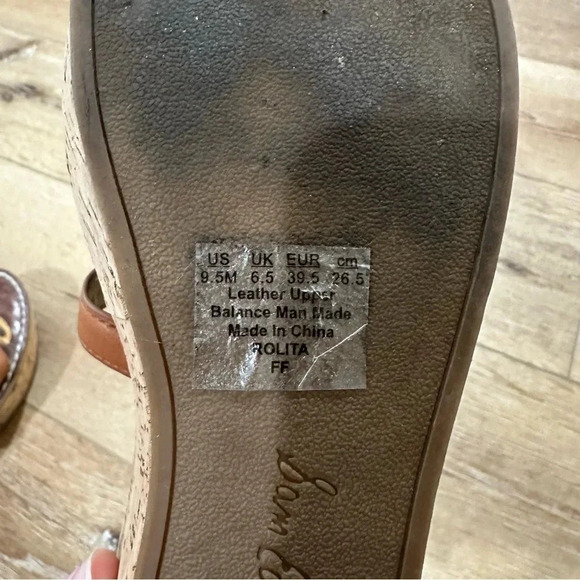 US UK EUR cm
9.5M 6.5 39.5 26.5
Leather Upper
Balance Man Made
Made In China
ROLITA
FF
Sam